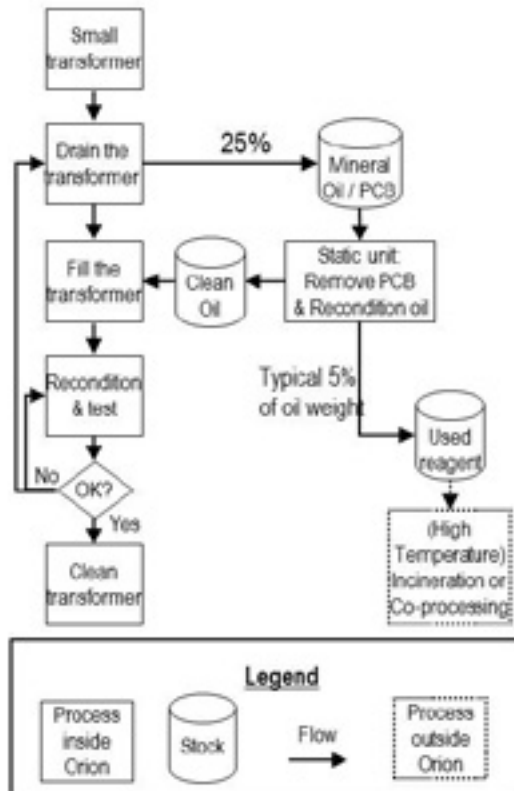 Small
transformer
Drain the
transformer
25%
Mineral
Oil / PCB
Fill the
transformer
Clean
Oil
Static unit:
Remove PCB
& Recondition oil
Recondition
& test
Typical 5%
of oil weight
Used
reagent
No
OK?
Yes
Clean
transformer
(High
Temperature)
Incineration or
Co-processing
Legend
Process
inside
Orion
Stock
Flow
Process
outside
Orion